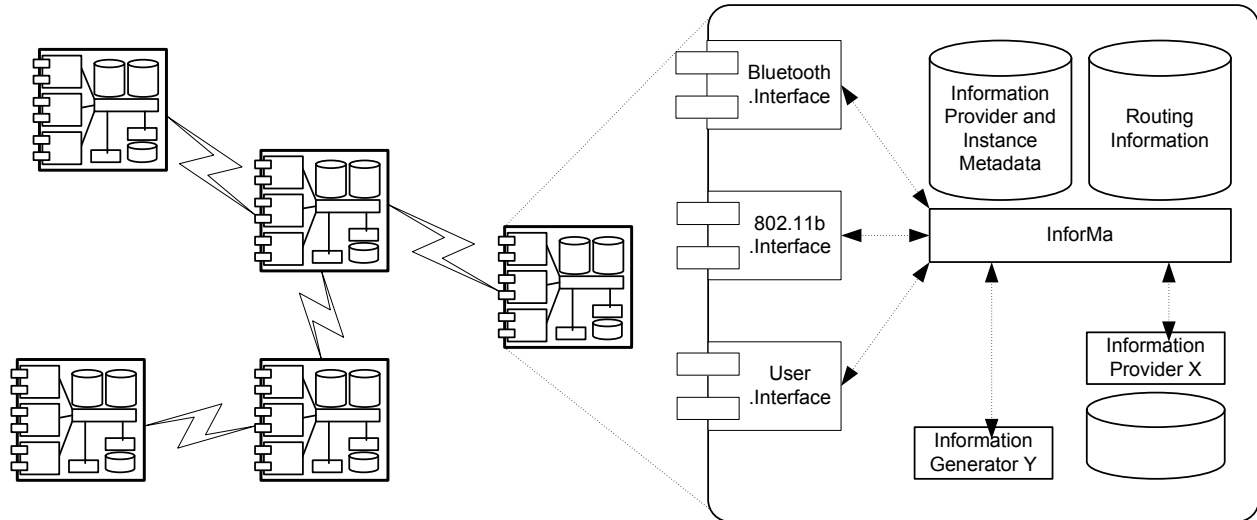 Bluetooth
.Interface
Information
Provider and
Instance
Metadata
Routing
Information
802.11b
.Interface
InforMa
User
.Interface
Information
Provider X
Information
Generator Y